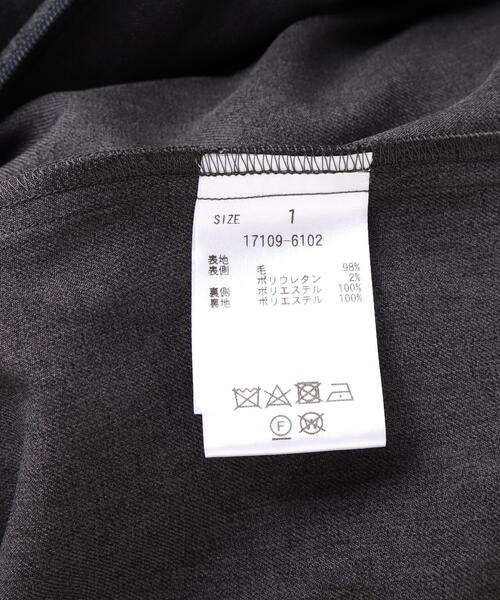 SIZE 1
17109-6102
表地
表側 毛 98%
ポリウレタン 2%
裏側 ポリエステル 100%
裏地 ポリエステル 100%
F W